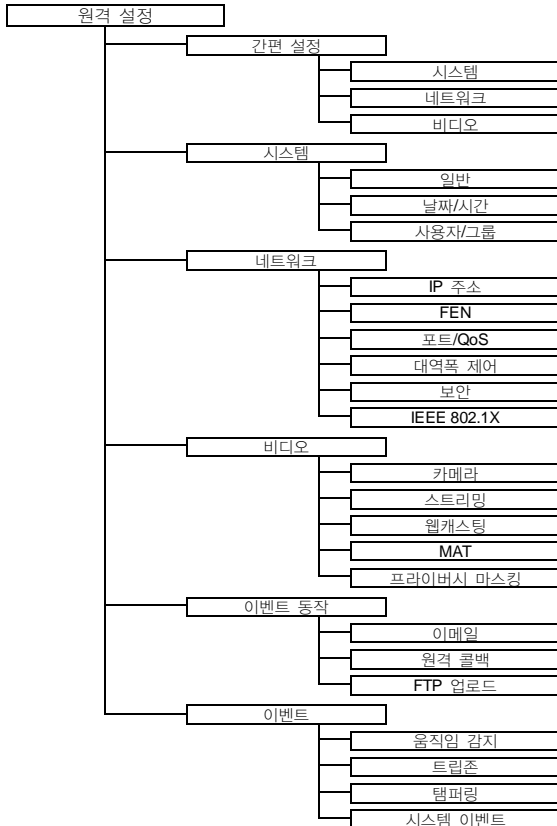 원격 설정
간편 설정
시스템
네트워크
비디오
시스템
일반
날짜/시간
사용자/그룹
네트워크
IP 주소
FEN
포트/QoS
대역폭 제어
보안
IEEE 802.1X
비디오
카메라
스트리밍
웹캐스팅
MAT
프라이버시 마스킹
이벤트 동작
이메일
원격 콜백
FTP 업로드
이벤트
움직임 감지
트립존
탬퍼링
시스템 이벤트